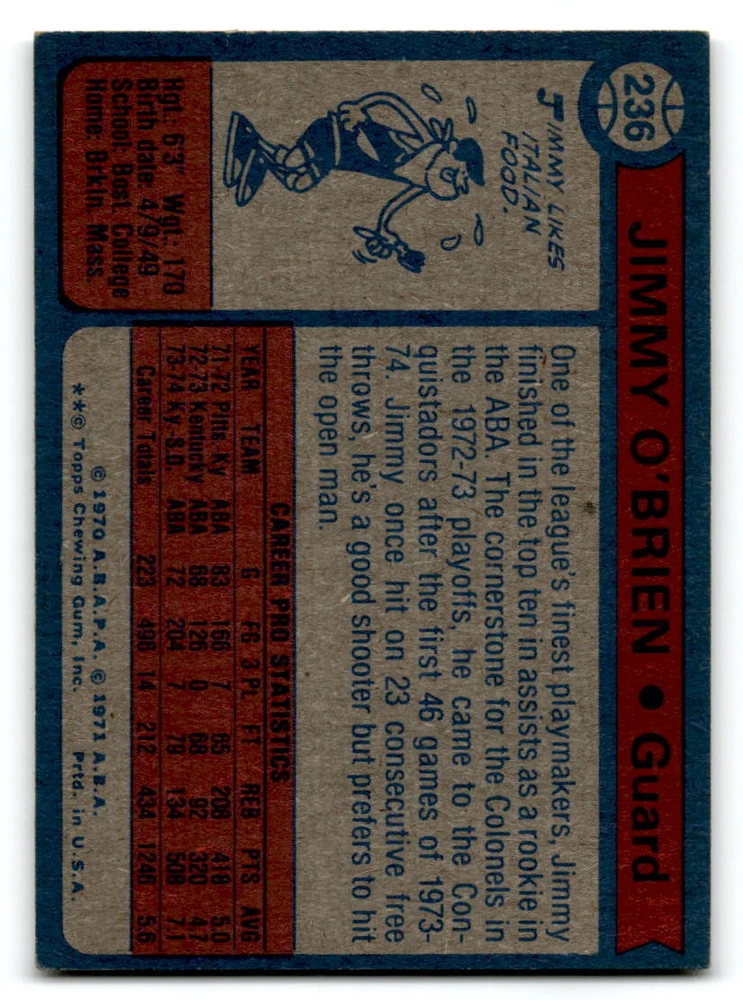 236
JIMMY O'BRIEN • Guard
JIMMY LIKES
ITALIAN
FOOD.
Hgt.: 6'3" Wgt.: 170
Birth date: 4/9/49
School: Bost. College
Home: Brkln. Mass.
One of the league's finest playmakers, Jimmy
finished in the top ten in assists as a rookie in
the ABA. The cornerstone for the Colonels in
the 1972-73 playoffs, he came to the Con-
quistadors after the first 46 games of 1973-
74. Jimmy once hit on 23 consecutive free
throws, he's a good shooter but prefers to hit
the open man.
CAREER PRO STATISTICS
YEAR TEAM G FG 3 PL FT REB PTS AVG
71-72 Pitts.-Ky ABA 83 166 7 65 208 418 5.0
72-73 Kentucky ABA 68 126 0 68 92 320 4.7
73-74 Ky.-S.D. ABA 72 204 7 79 134 508 7.1
Career Totals 223 496 14 212 434 1246 5.6
© 1970 A.B.A.P.A. © 1971 A.B.A.
**© Topps Chewing Gum, Inc. Prtd. in U.S.A.